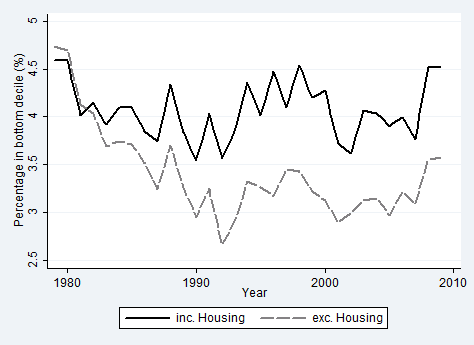 Percentage in bottom decile (%)
5
4.5
4
3.5
3
2.5
1980
1990
2000
2010
Year
inc. Housing
exc. Housing